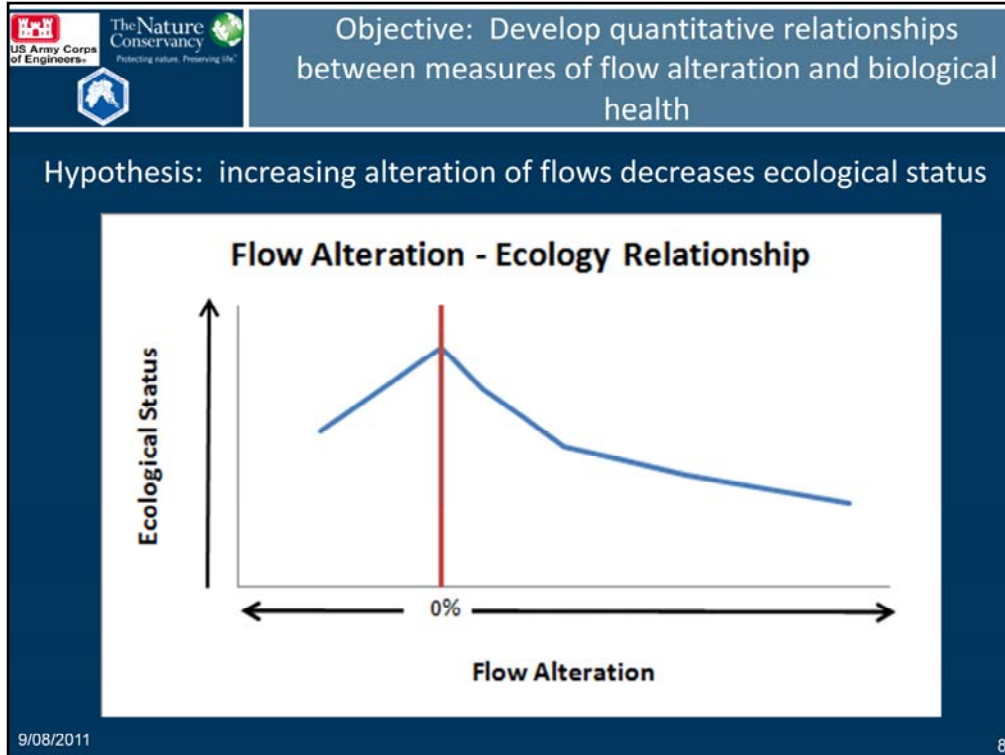 US Army Corps
of Engineers®
The Nature
Conservancy
Protecting nature. Preserving life.™
Objective: Develop quantitative relationships
between measures of flow alteration and biological
health
Hypothesis: increasing alteration of flows decreases ecological status
Flow Alteration - Ecology Relationship
Ecological Status
0%
Flow Alteration
9/08/2011
8